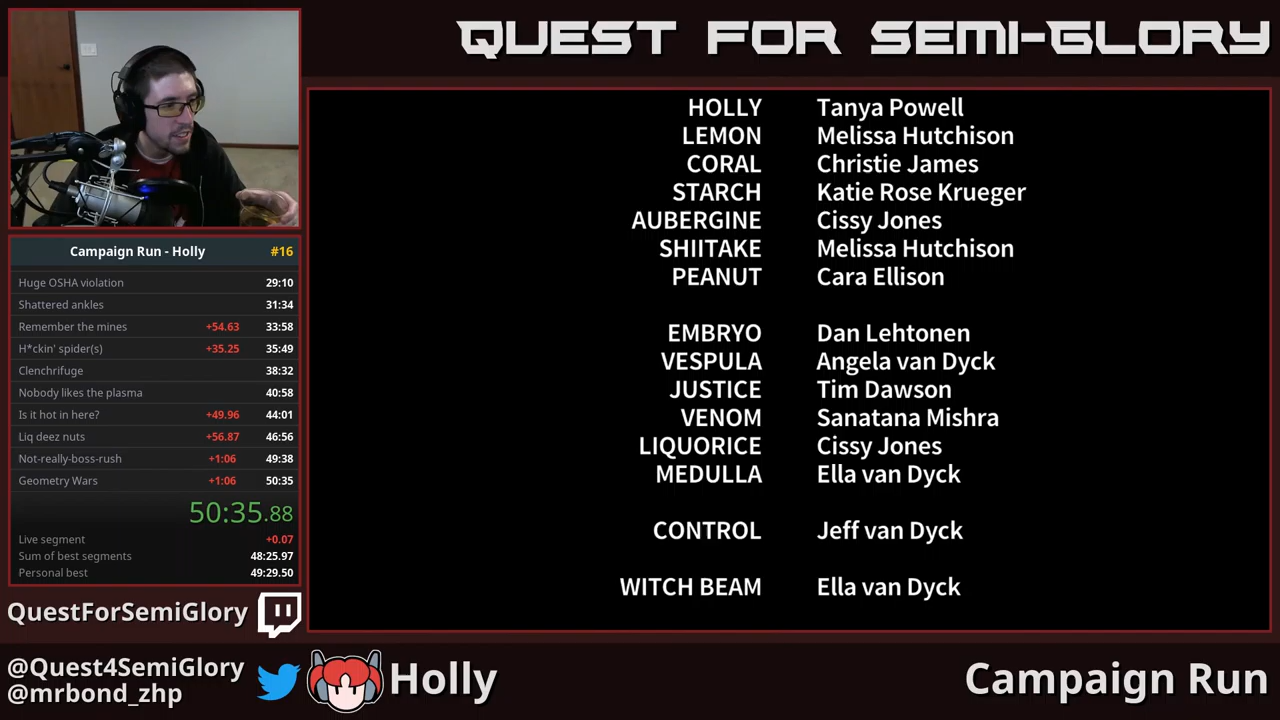 QUEST FOR SEMI-GLORY
Campaign Run - Holly #16
Huge OSHA violation 29:10
Shattered ankles 31:34
Remember the mines +54.63 33:58
H*ckin' spider(s) +35.25 35:49
Clenchrifuge 38:32
Nobody likes the plasma 40:58
Is it hot in here? +49.96 44:01
Liq deez nuts +56.87 46:56
Not-really-boss-rush +1:06 49:38
Geometry Wars +1:06 50:35
50:35.88
Live segment +0.07
Sum of best segments 48:25.97
Personal best 49:29.50
QuestForSemiGlory
@Quest4SemiGlory
@mrbond_zhp
HOLLY Tanya Powell
LEMON Melissa Hutchison
CORAL Christie James
STARCH Katie Rose Krueger
AUBERGINE Cissy Jones
SHIITAKE Melissa Hutchison
PEANUT Cara Ellison
EMBRYO Dan Lehtonen
VESPULA Angela van Dyck
JUSTICE Tim Dawson
VENOM Sanatana Mishra
LIQUORICE Cissy Jones
MEDULLA Ella van Dyck
CONTROL Jeff van Dyck
WITCH BEAM Ella van Dyck
Holly
Campaign Run